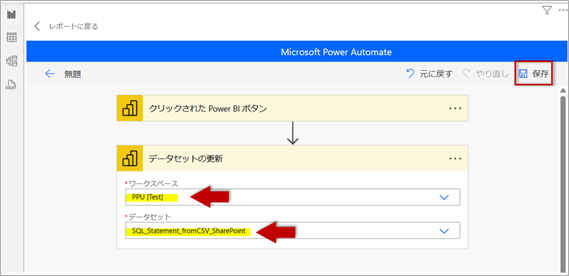 レポートに戻る
Microsoft Power Automate
無題
元に戻す
やり直し
保存
クリックされた Power BI ボタン
データセットの更新
*ワークスペース
PPU [Test]
*データセット
SQL_Statement_fromCSV_SharePoint